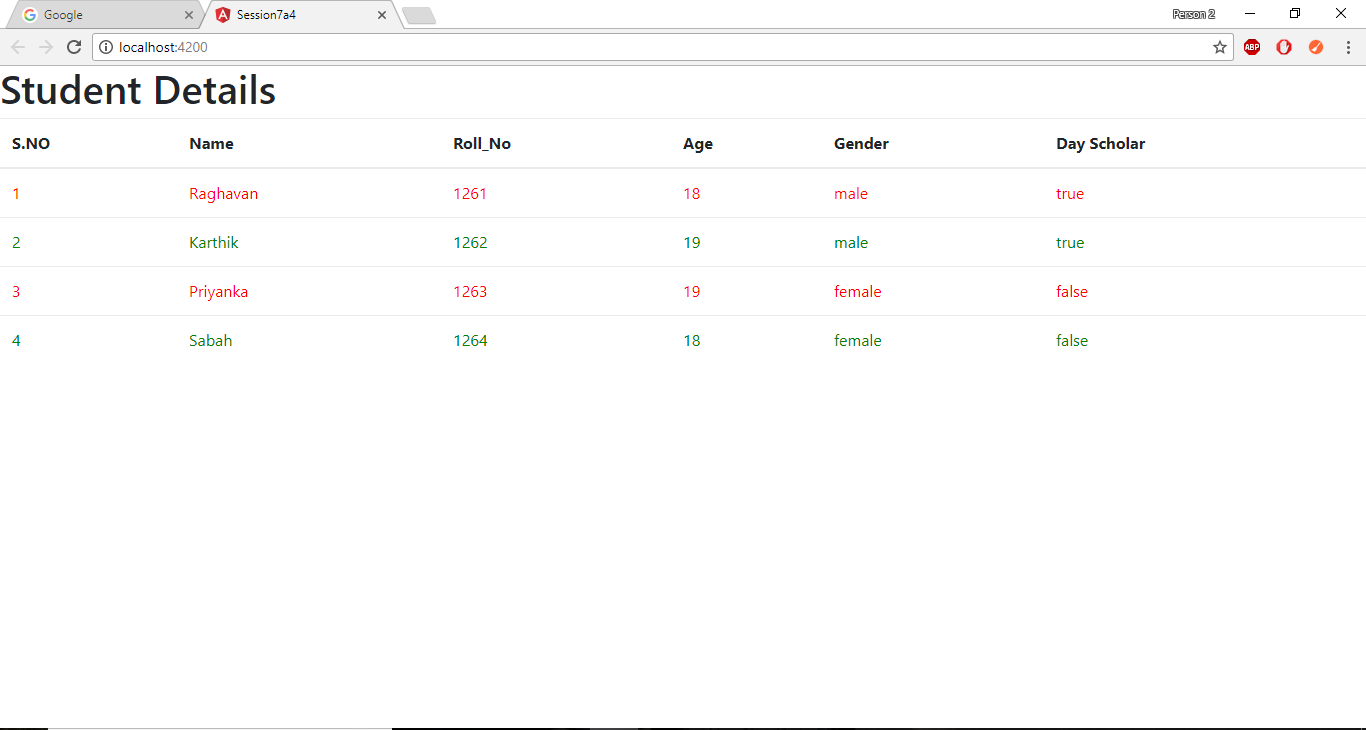 Google Session7a4 Person 2
localhost:4200 ABP
Student Details
S.NO Name Roll_No Age Gender Day Scholar
1 Raghavan 1261 18 male true
2 Karthik 1262 19 male true
3 Priyanka 1263 19 female false
4 Sabah 1264 18 female false